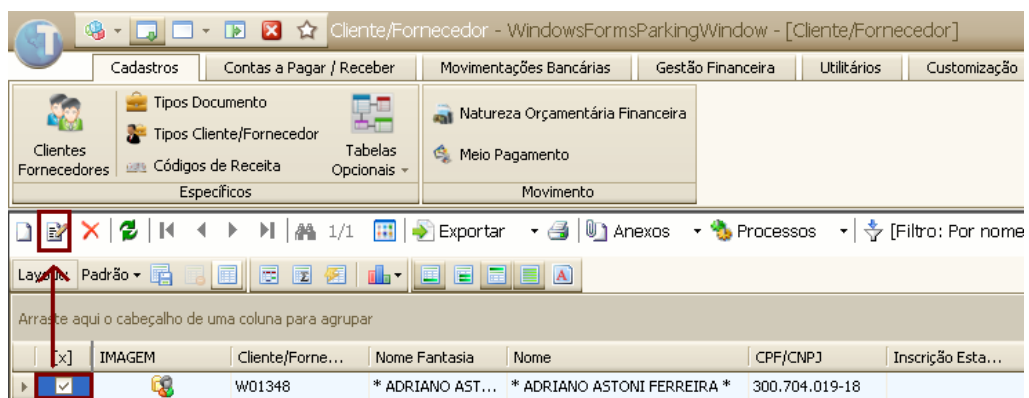 Cliente/Fornecedor - WindowsFormsParkingWindow - [Cliente/Fornecedor]
Cadastros Contas a Pagar / Receber Movimentações Bancárias Gestão Financeira Utilitários Customização
Clientes Fornecedores
Tipos Documento
Tipos Cliente/Fornecedor
Códigos de Receita
Tabelas Opcionais
Natureza Orçamentária Financeira
Meio Pagamento
Específicos Movimento
1/1 Exportar Anexos Processos [Filtro: Por nome
Padrão
Arraste aqui o cabeçalho de uma coluna para agrupar
[x] IMAGEM Cliente/Forne... Nome Fantasia Nome CPF/CNPJ Inscrição Esta...
W01348 * ADRIANO AST... * ADRIANO ASTONI FERREIRA * 300.704.019-18